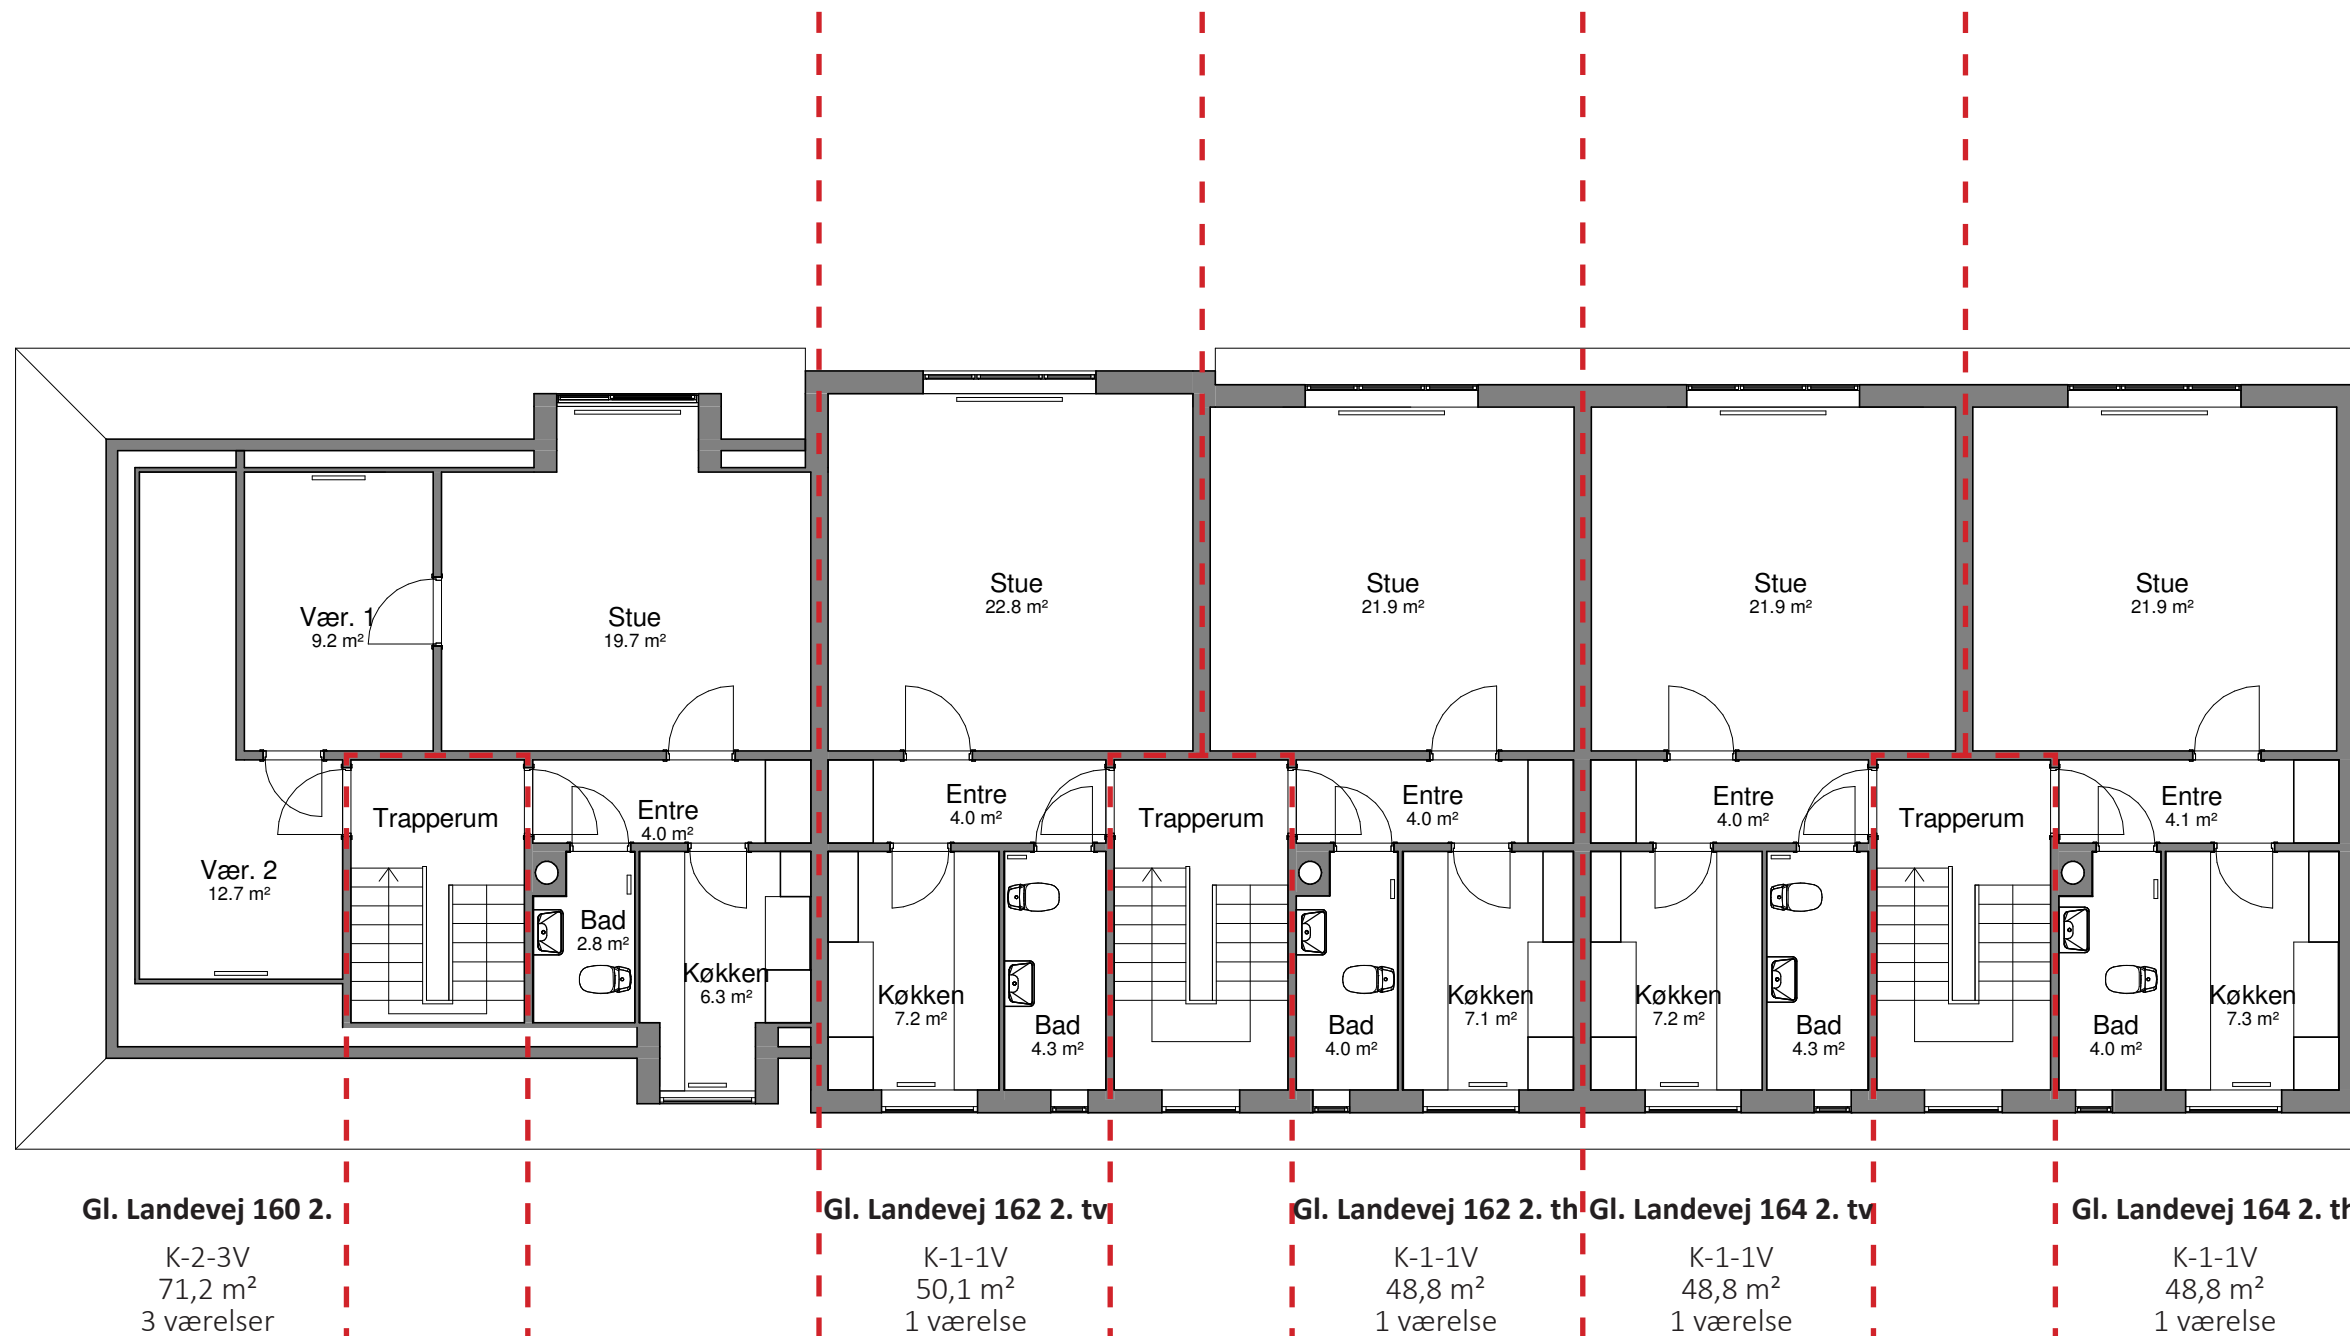 Stue
22.8 m²
Stue
21.9 m²
Stue
21.9 m²
Stue
21.9 m²
Vær. 1
9.2 m²
Stue
19.7 m²
Trapperum
Entre
4.0 m²
Entre
4.0 m²
Trapperum
Entre
4.0 m²
Entre
4.0 m²
Trapperum
Entre
4.1 m²
Vær. 2
12.7 m²
Bad
2.8 m²
Køkken
6.3 m²
Køkken
7.2 m²
Bad
4.3 m²
Bad
4.0 m²
Køkken
7.1 m²
Køkken
7.2 m²
Bad
4.3 m²
Bad
4.0 m²
Køkken
7.3 m²
Gl. Landevej 160 2.
K-2-3V
71,2 m²
3 værelser
Gl. Landevej 162 2. tv
K-1-1V
50,1 m²
1 værelse
Gl. Landevej 162 2. th
K-1-1V
48,8 m²
1 værelse
Gl. Landevej 164 2. tv
K-1-1V
48,8 m²
1 værelse
Gl. Landevej 164 2. th
K-1-1V
48,8 m²
1 værelse